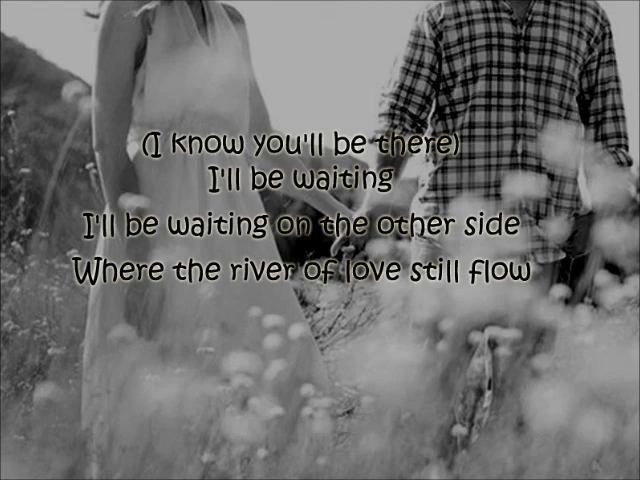 (I know you'll be there)
I'll be waiting
I'll be waiting on the other side
Where the river of love still flow